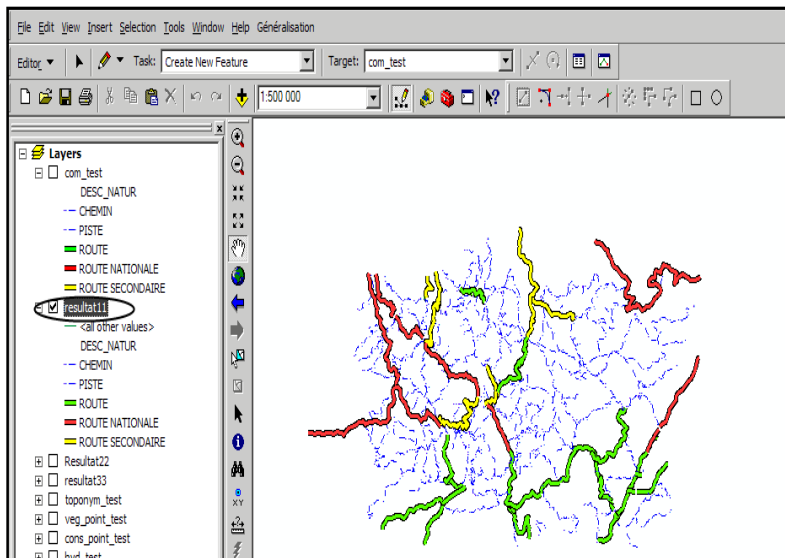 File Edit View Insert Selection Tools Window Help Généralisation
Editor Task: Create New Feature Target: com_test
1:500 000
Layers
com_test
DESC_NATUR
CHEMIN
PISTE
ROUTE
ROUTE NATIONALE
ROUTE SECONDAIRE
resultat11
<all other values>
DESC_NATUR
CHEMIN
PISTE
ROUTE
ROUTE NATIONALE
ROUTE SECONDAIRE
Resultat22
resultat33
toponym_test
veg_point_test
cons_point_test
hyd_test
XY